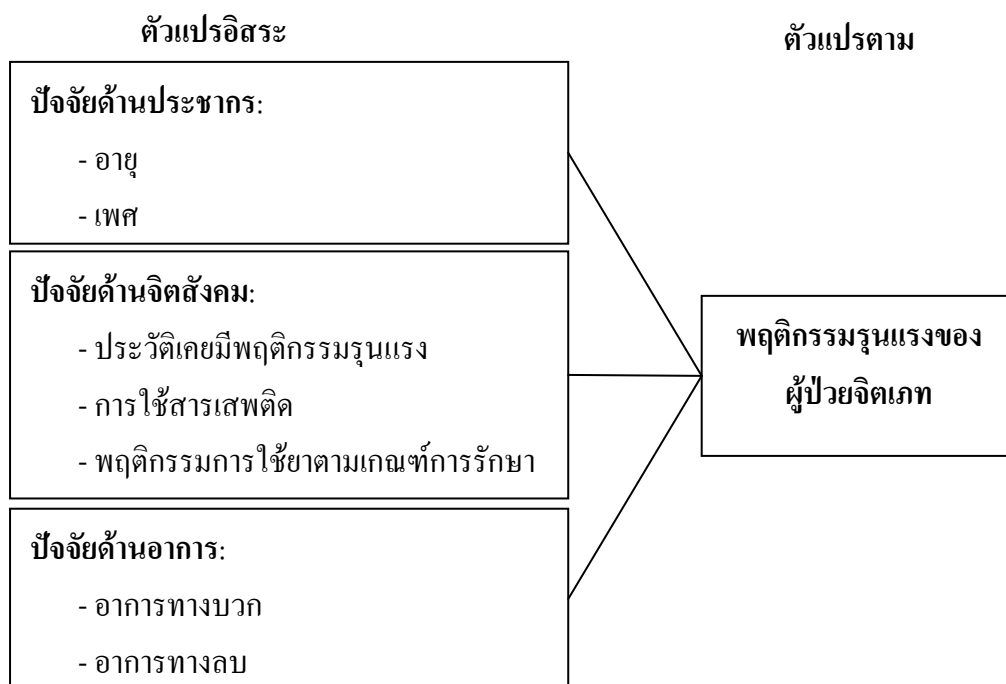 ตัวแปรอิสระ
ตัวแปรตาม
ปัจจัยด้านประชากร:
- อายุ
- เพศ
ปัจจัยด้านจิตสังคม:
- ประวัติเคยมีพฤติกรรมรุนแรง
- การใช้สารเสพติด
- พฤติกรรมการใช้ยาตามเกณฑ์การรักษา
ปัจจัยด้านอาการ:
- อาการทางบวก
- อาการทางลบ
พฤติกรรมรุนแรงของ
ผู้ป่วยจิตเภท